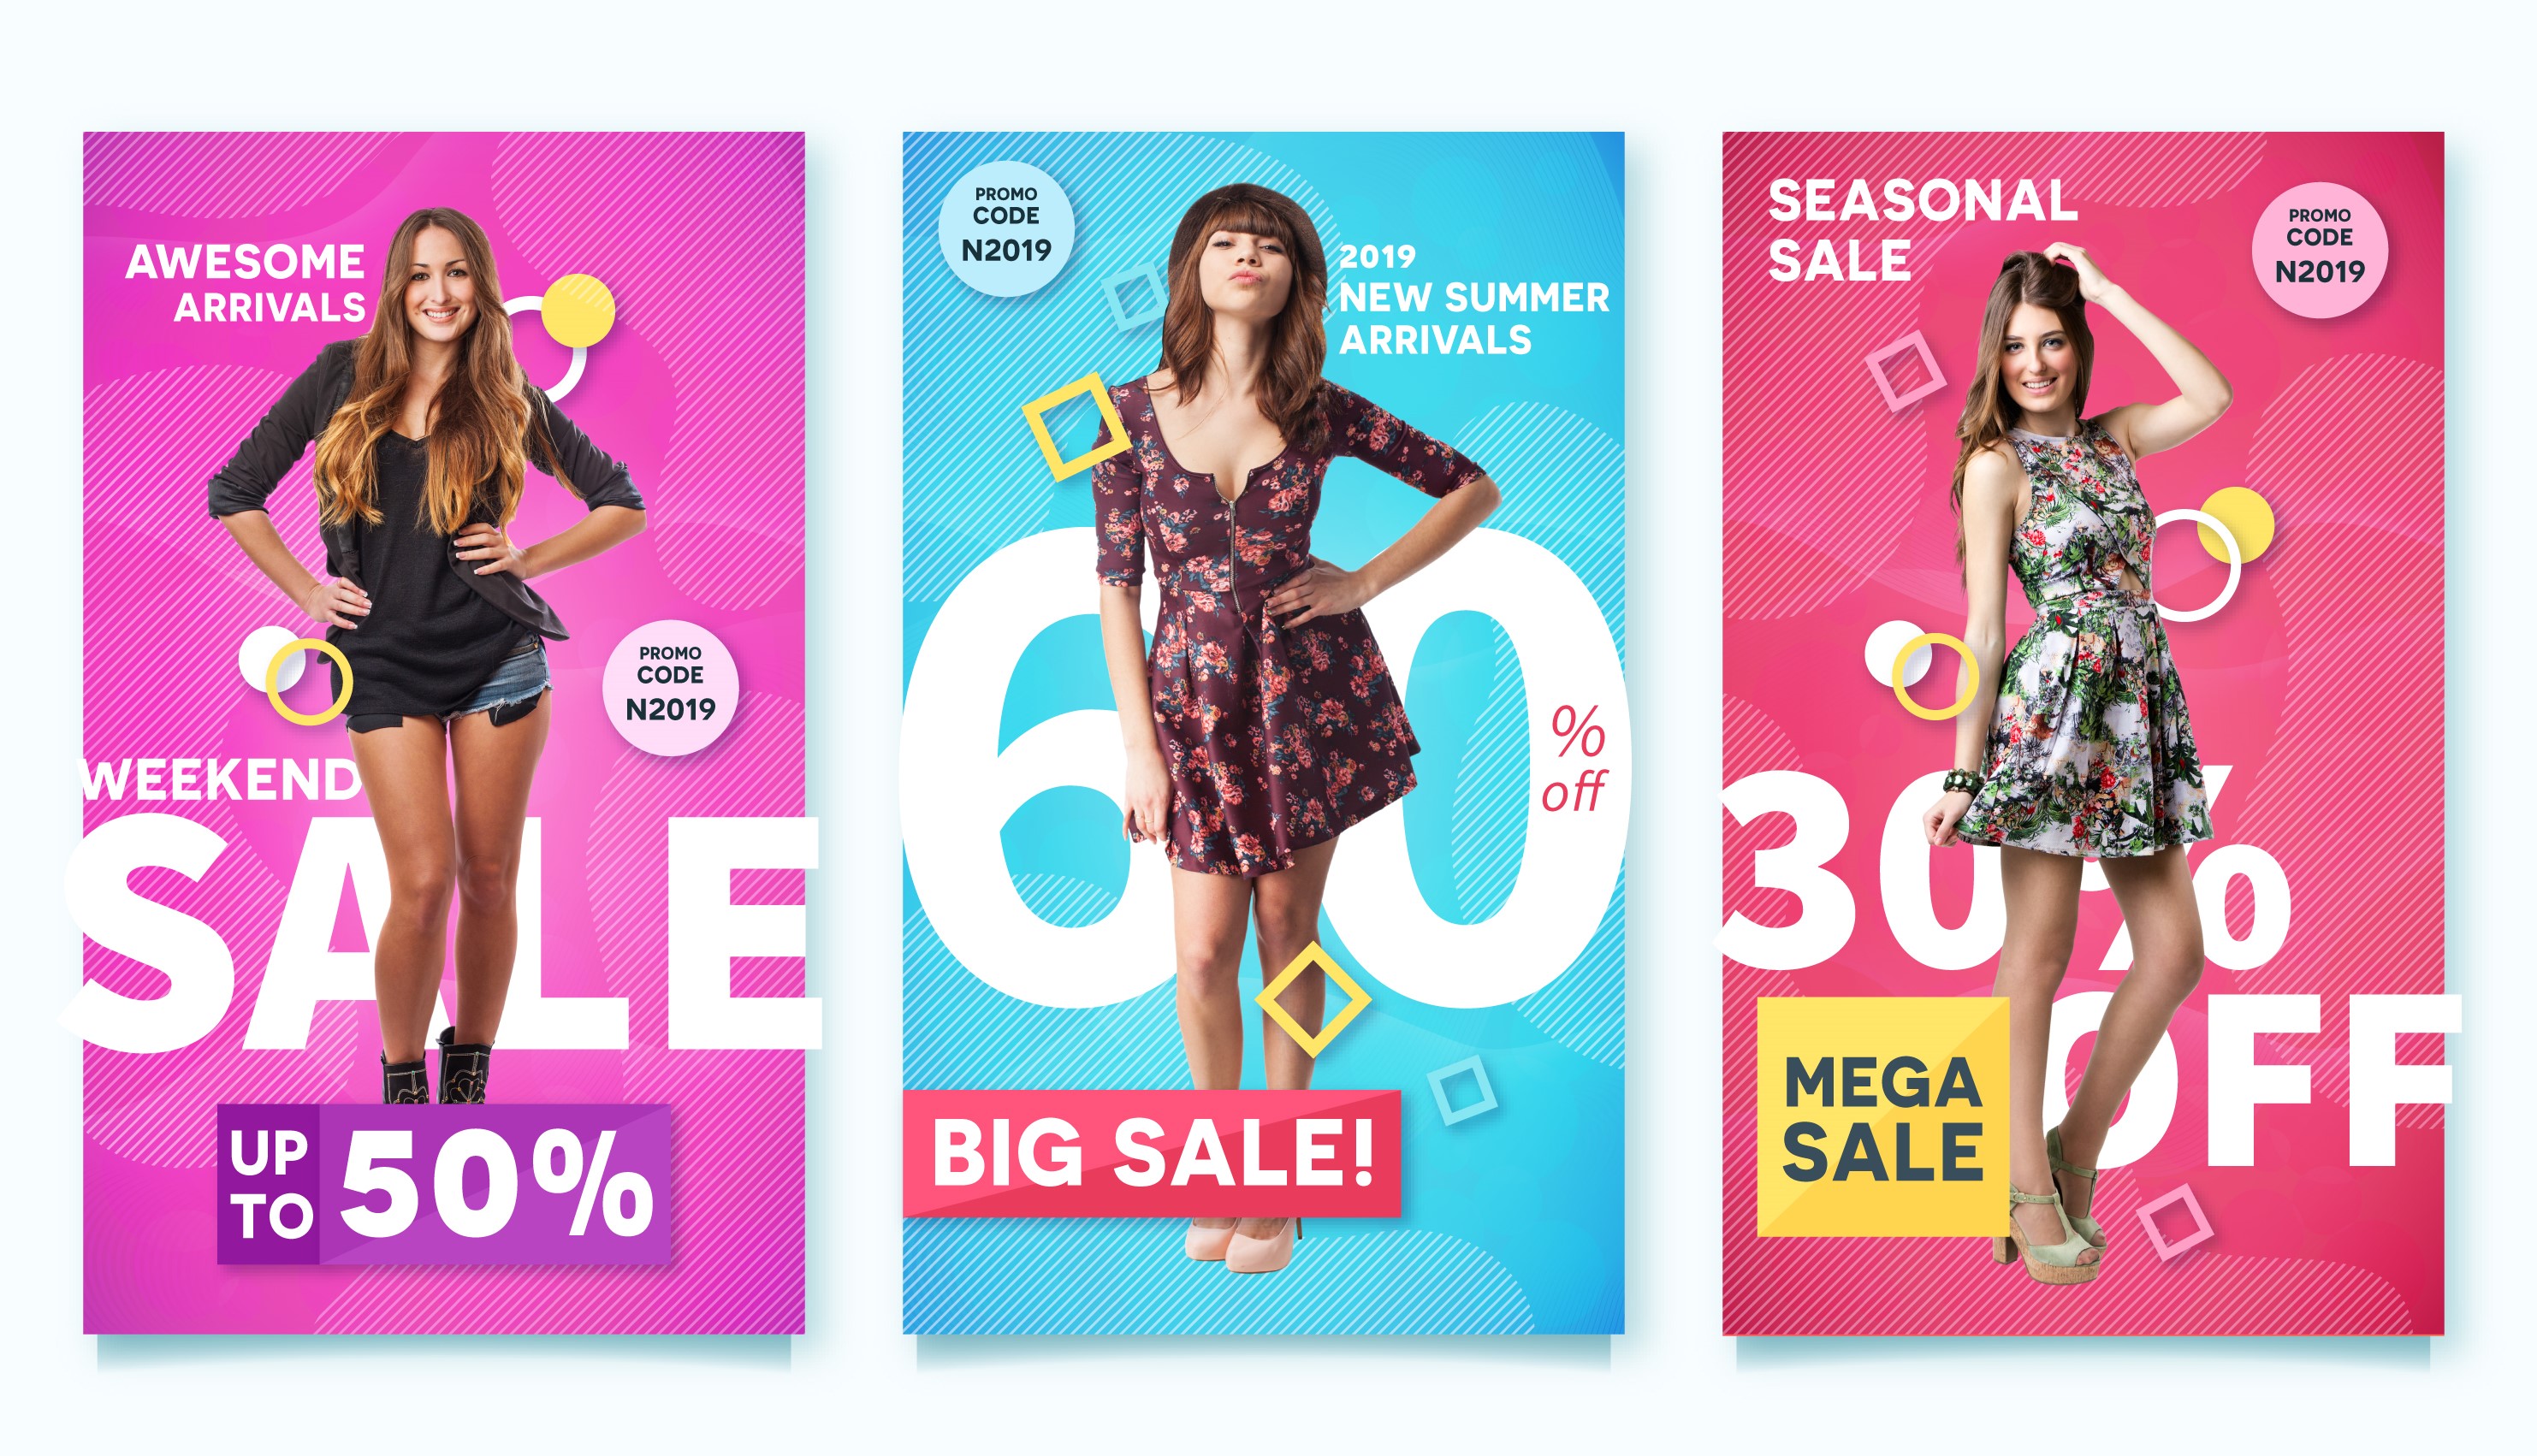 AWESOME
ARRIVALS
PROMO
CODE
N2019
WEEKEND
SALE
UP
TO
50%
PROMO
CODE
N2019
2019
NEW SUMMER
ARRIVALS
60
%
off
BIG SALE!
SEASONAL
SALE
PROMO
CODE
N2019
30%
OFF
MEGA
SALE